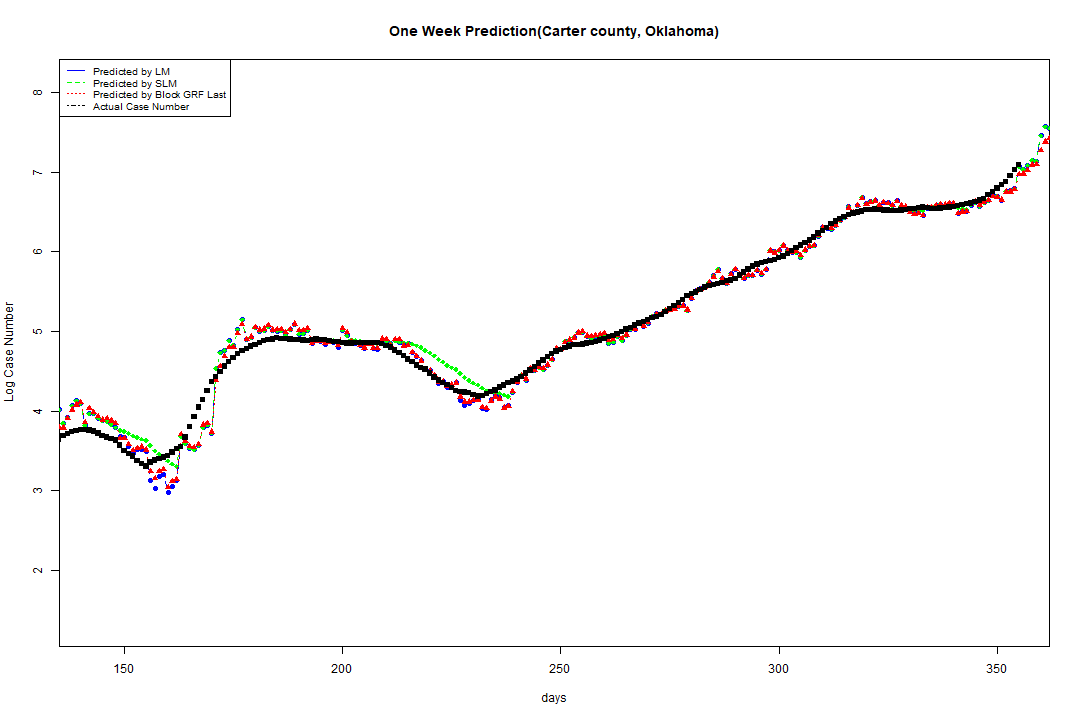 One Week Prediction(Carter county, Oklahoma)
Predicted by LM
Predicted by SLM
Predicted by Block GRF Last
Actual Case Number
8
7
6
5
4
3
2
Log Case Number
150 200 250 300 350
days